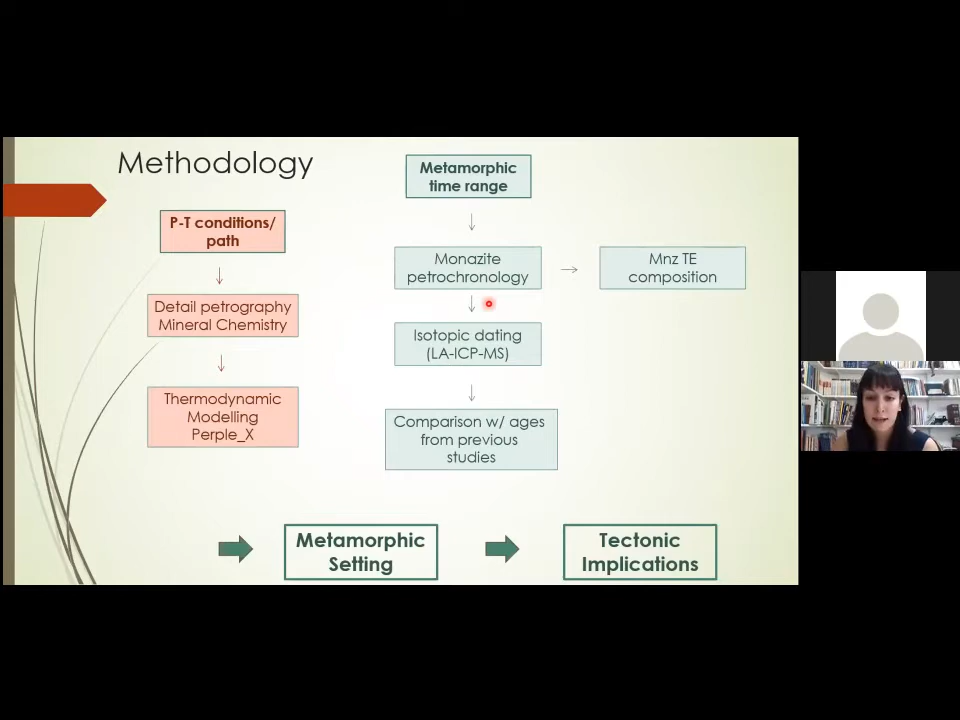 Methodology
P-T conditions/
path
Detail petrography
Mineral Chemistry
Thermodynamic
Modelling
Perple_X
Metamorphic
time range
Monazite
petrochronology
Mnz TE
composition
Isotopic dating
(LA-ICP-MS)
Comparison w/ ages
from previous
studies
Metamorphic
Setting
Tectonic
Implications